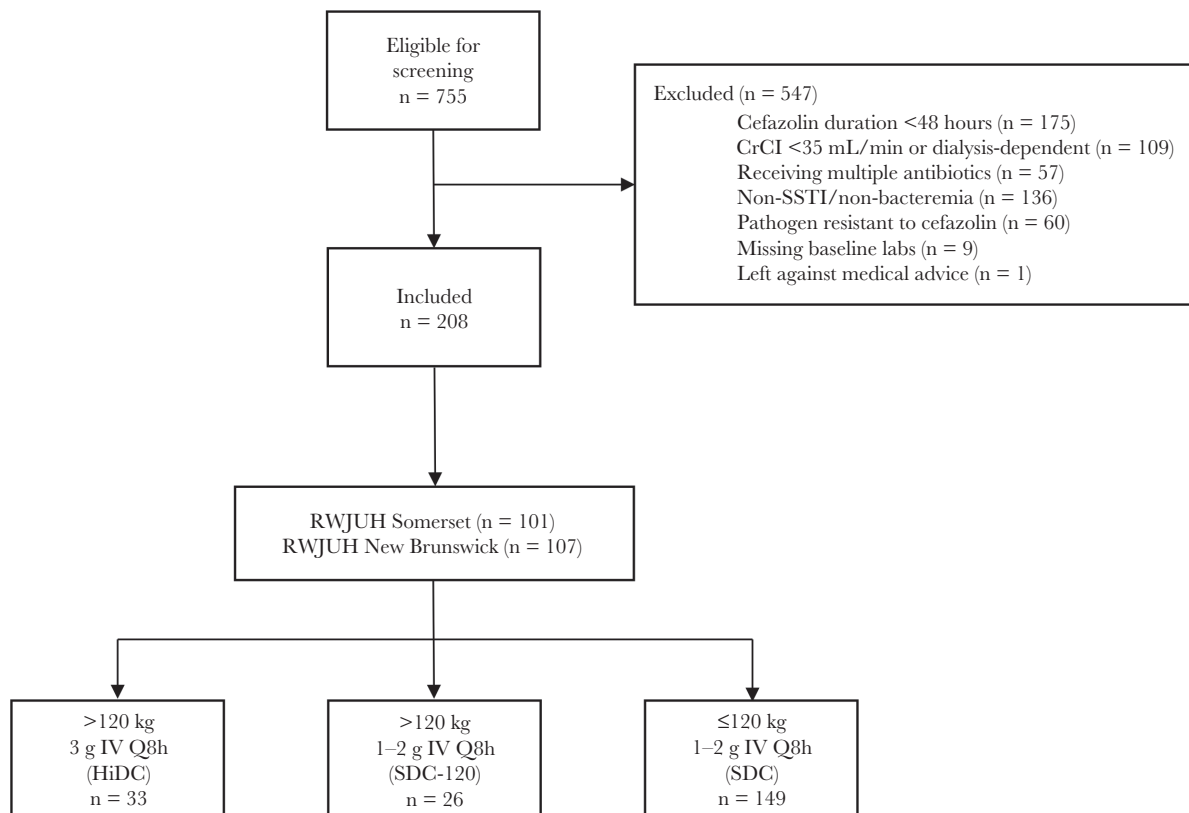 Eligible for
screening
n = 755
Excluded (n = 547)
Cefazolin duration <48 hours (n = 175)
CrCI <35 mL/min or dialysis-dependent (n = 109)
Receiving multiple antibiotics (n = 57)
Non-SSTI/non-bacteremia (n = 136)
Pathogen resistant to cefazolin (n = 60)
Missing baseline labs (n = 9)
Left against medical advice (n = 1)
Included
n = 208
RWJUH Somerset (n = 101)
RWJUH New Brunswick (n = 107)
>120 kg
3 g IV Q8h
(HiDC)
n = 33
>120 kg
1–2 g IV Q8h
(SDC-120)
n = 26
≤120 kg
1–2 g IV Q8h
(SDC)
n = 149